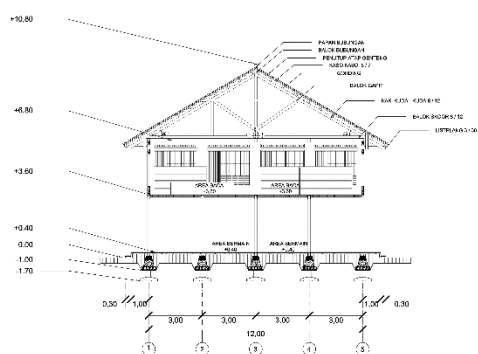 +10,80
PAPAN BUBUNGAN
BALOK BUBUNGAN
PENUTUP ATAP GENTENG
KASO-KASO 5/7
GORDING
BALOK GAPIT
KAKI KUDA - KUDA 8/12
+6,80
BALOK SKOOR 8/12
LISTPLANG 3/30
+3.60
AREA BACA
AREA BACA
+0.40
AREA BERMAIN
AREA BERMAIN
0.00
+0,40
-1.00
-1.70
0,30
1,00
1.00
0.30
3,00
3,00
3,00
3,00
12,00
1
2
3
4
5